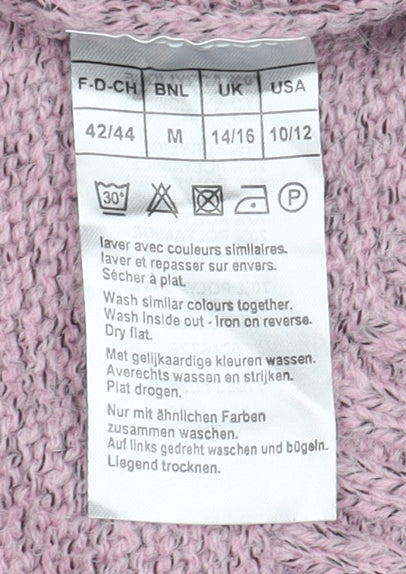 F-D-CH BNL UK USA
42/44 M 14/16 10/12
30° P
laver avec couleurs similaires.
laver et repasser sur envers.
Sécher à plat.
Wash similar colours together.
Wash inside out - iron on reverse.
Dry flat.
Met gelijkaardige kleuren wassen.
Averechts wassen en strijken.
Plat drogen.
Nur mit ähnlichen Farben
zusammen waschen.
Auf links gedreht waschen und bügeln.
Liegend trocknen.